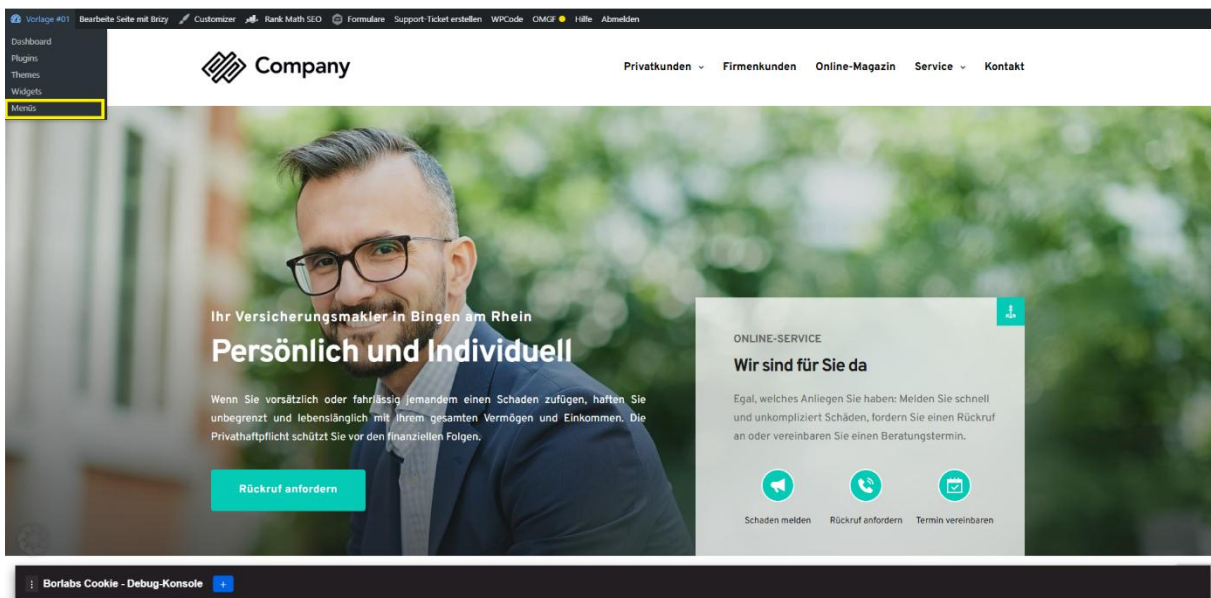 Vorlage #01 Bearbeite Seite mit Brizy Customizer Rank Math SEO Formulare Support-Ticket erstellen WPCode OMGF Hilfe Abmelden
Dashboard
Plugins
Themes
Widgets
Menüs
Company
Privatkunden Firmenkunden Online-Magazin Service Kontakt
Ihr Versicherungsmakler in Bingen am Rhein
Persönlich und Individuell
Wenn Sie vorsätzlich oder fahrlässig jemandem einen Schaden zufügen, haften Sie
unbegrenzt und lebenslänglich mit Ihrem gesamten Vermögen und Einkommen. Die
Privathaftpflicht schützt Sie vor den finanziellen Folgen.
Rückruf anfordern
ONLINE-SERVICE
Wir sind für Sie da
Egal, welches Anliegen Sie haben: Melden Sie schnell
und unkompliziert Schäden, fordern Sie einen Rückruf
an oder vereinbaren Sie einen Beratungstermin.
Schaden melden Rückruf anfordern Termin vereinbaren
Borlabs Cookie - Debug-Konsole +